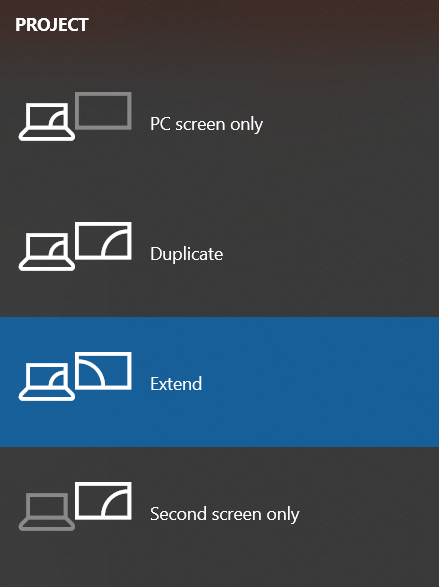 PROJECT
PC screen only
Duplicate
Extend
Second screen only